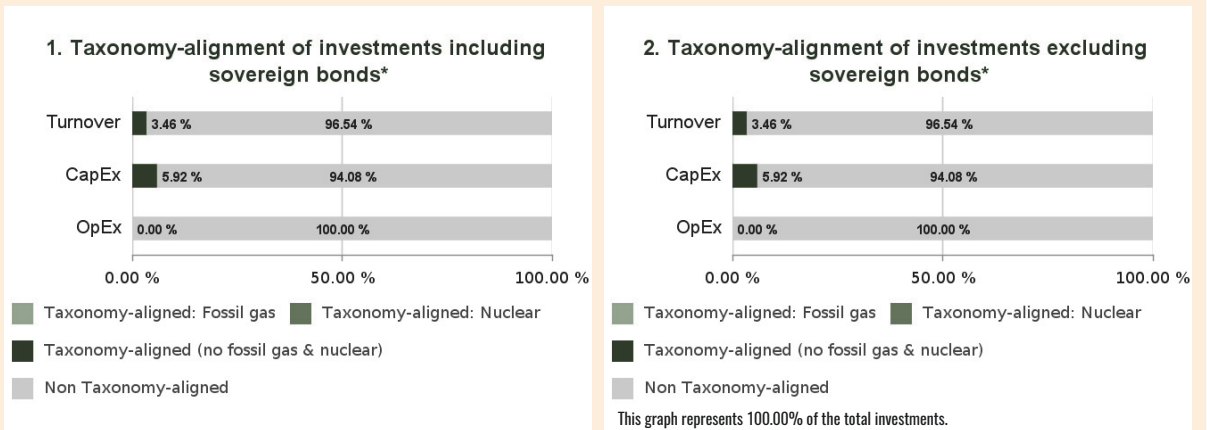 1. Taxonomy-alignment of investments including
sovereign bonds*
Turnover
3.46 %
96.54 %
CapEx
5.92 %
94.08 %
OpEx
0.00 %
100.00 %
0.00 %
50.00 %
100.00 %
Taxonomy-aligned: Fossil gas
Taxonomy-aligned: Nuclear
Taxonomy-aligned (no fossil gas & nuclear)
Non Taxonomy-aligned
2. Taxonomy-alignment of investments excluding
sovereign bonds*
Turnover
3.46 %
96.54 %
CapEx
5.92 %
94.08 %
OpEx
0.00 %
100.00 %
0.00 %
50.00 %
100.00 %
Taxonomy-aligned: Fossil gas
Taxonomy-aligned: Nuclear
Taxonomy-aligned (no fossil gas & nuclear)
Non Taxonomy-aligned
This graph represents 100.00% of the total investments.